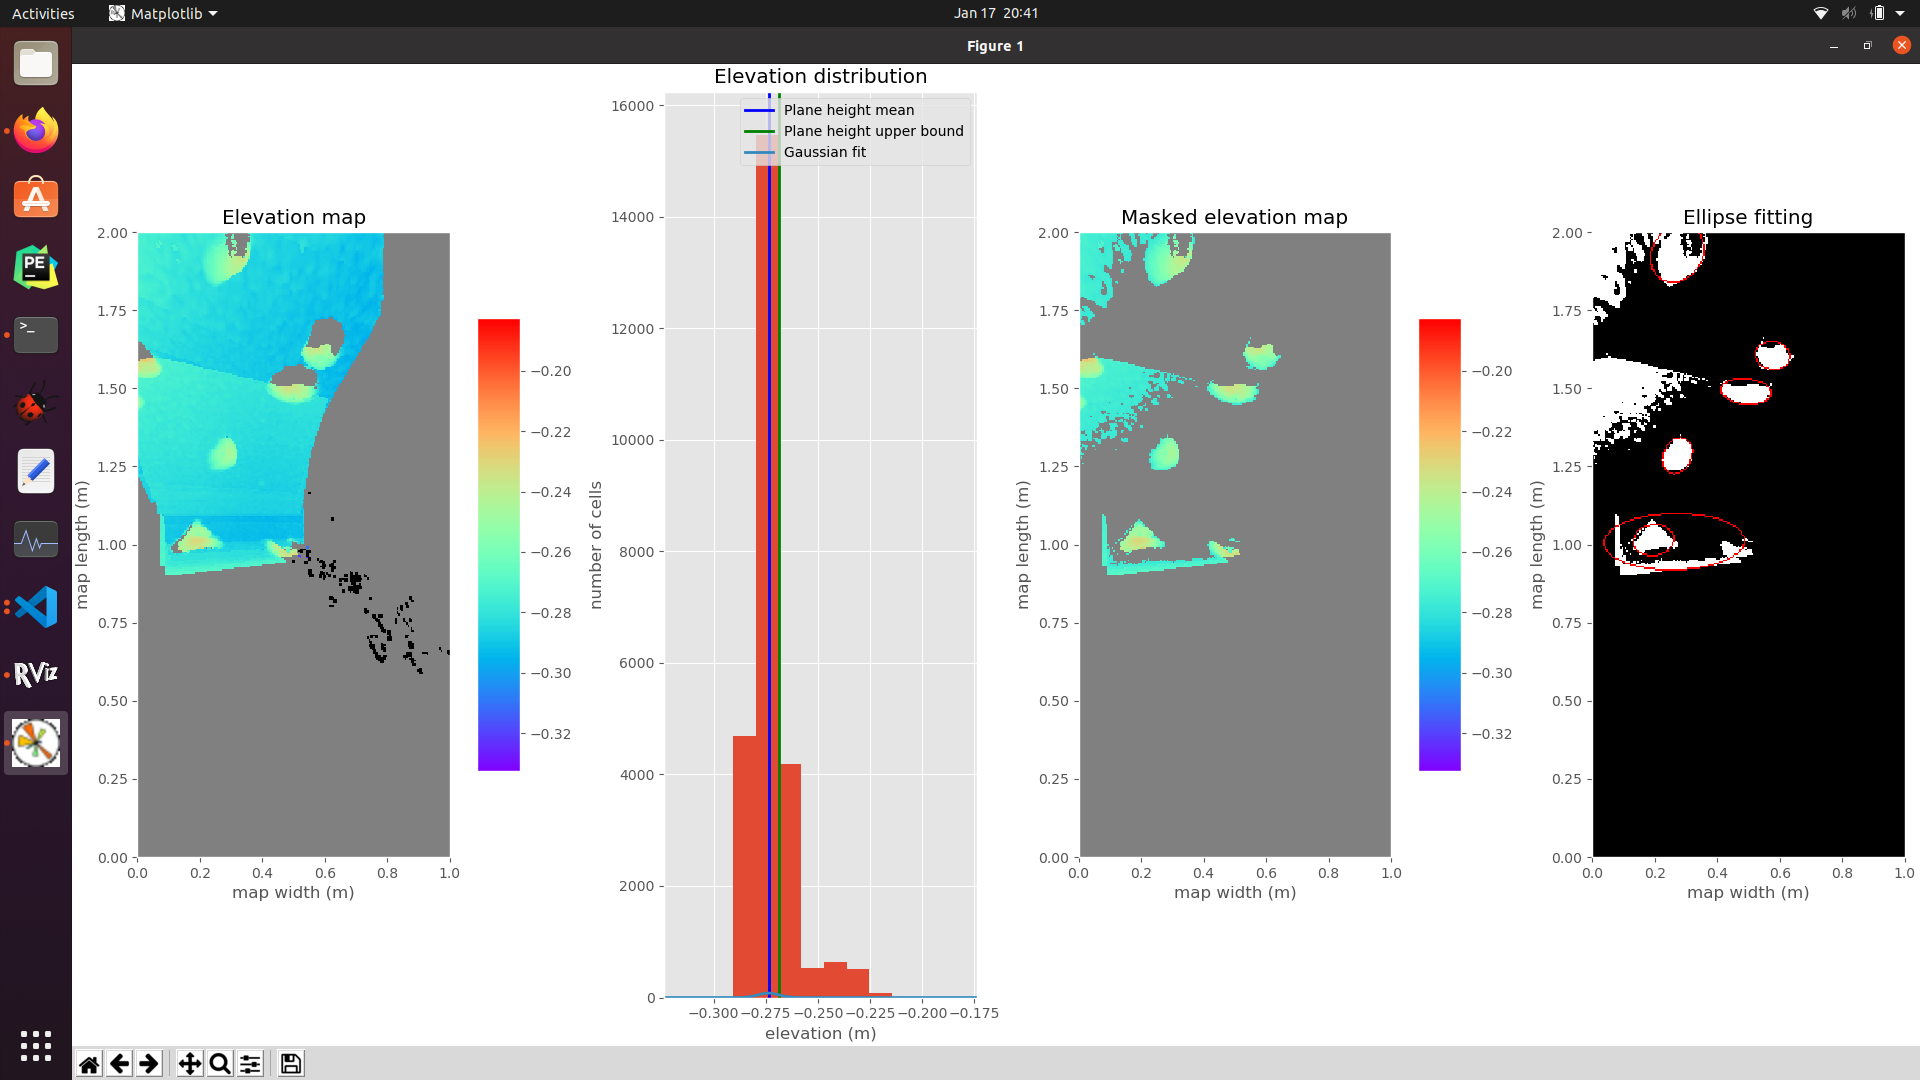 Activities
Matplotlib
Jan 17 20:41
Figure 1
PE
>_
RViz
Elevation map
2.00
1.75
1.50
1.25
1.00
0.75
0.50
0.25
0.00
map length (m)
0.0 0.2 0.4 0.6 0.8 1.0
map width (m)
−0.20
−0.22
−0.24
−0.26
−0.28
−0.30
−0.32
Elevation distribution
Plane height mean
Plane height upper bound
Gaussian fit
16000
14000
12000
10000
8000
6000
4000
2000
0
number of cells
−0.300 −0.275 −0.250 −0.225 −0.200 −0.175
elevation (m)
Masked elevation map
2.00
1.75
1.50
1.25
1.00
0.75
0.50
0.25
0.00
map length (m)
0.0 0.2 0.4 0.6 0.8 1.0
map width (m)
−0.20
−0.22
−0.24
−0.26
−0.28
−0.30
−0.32
Ellipse fitting
2.00
1.75
1.50
1.25
1.00
0.75
0.50
0.25
0.00
map length (m)
0.0 0.2 0.4 0.6 0.8 1.0
map width (m)